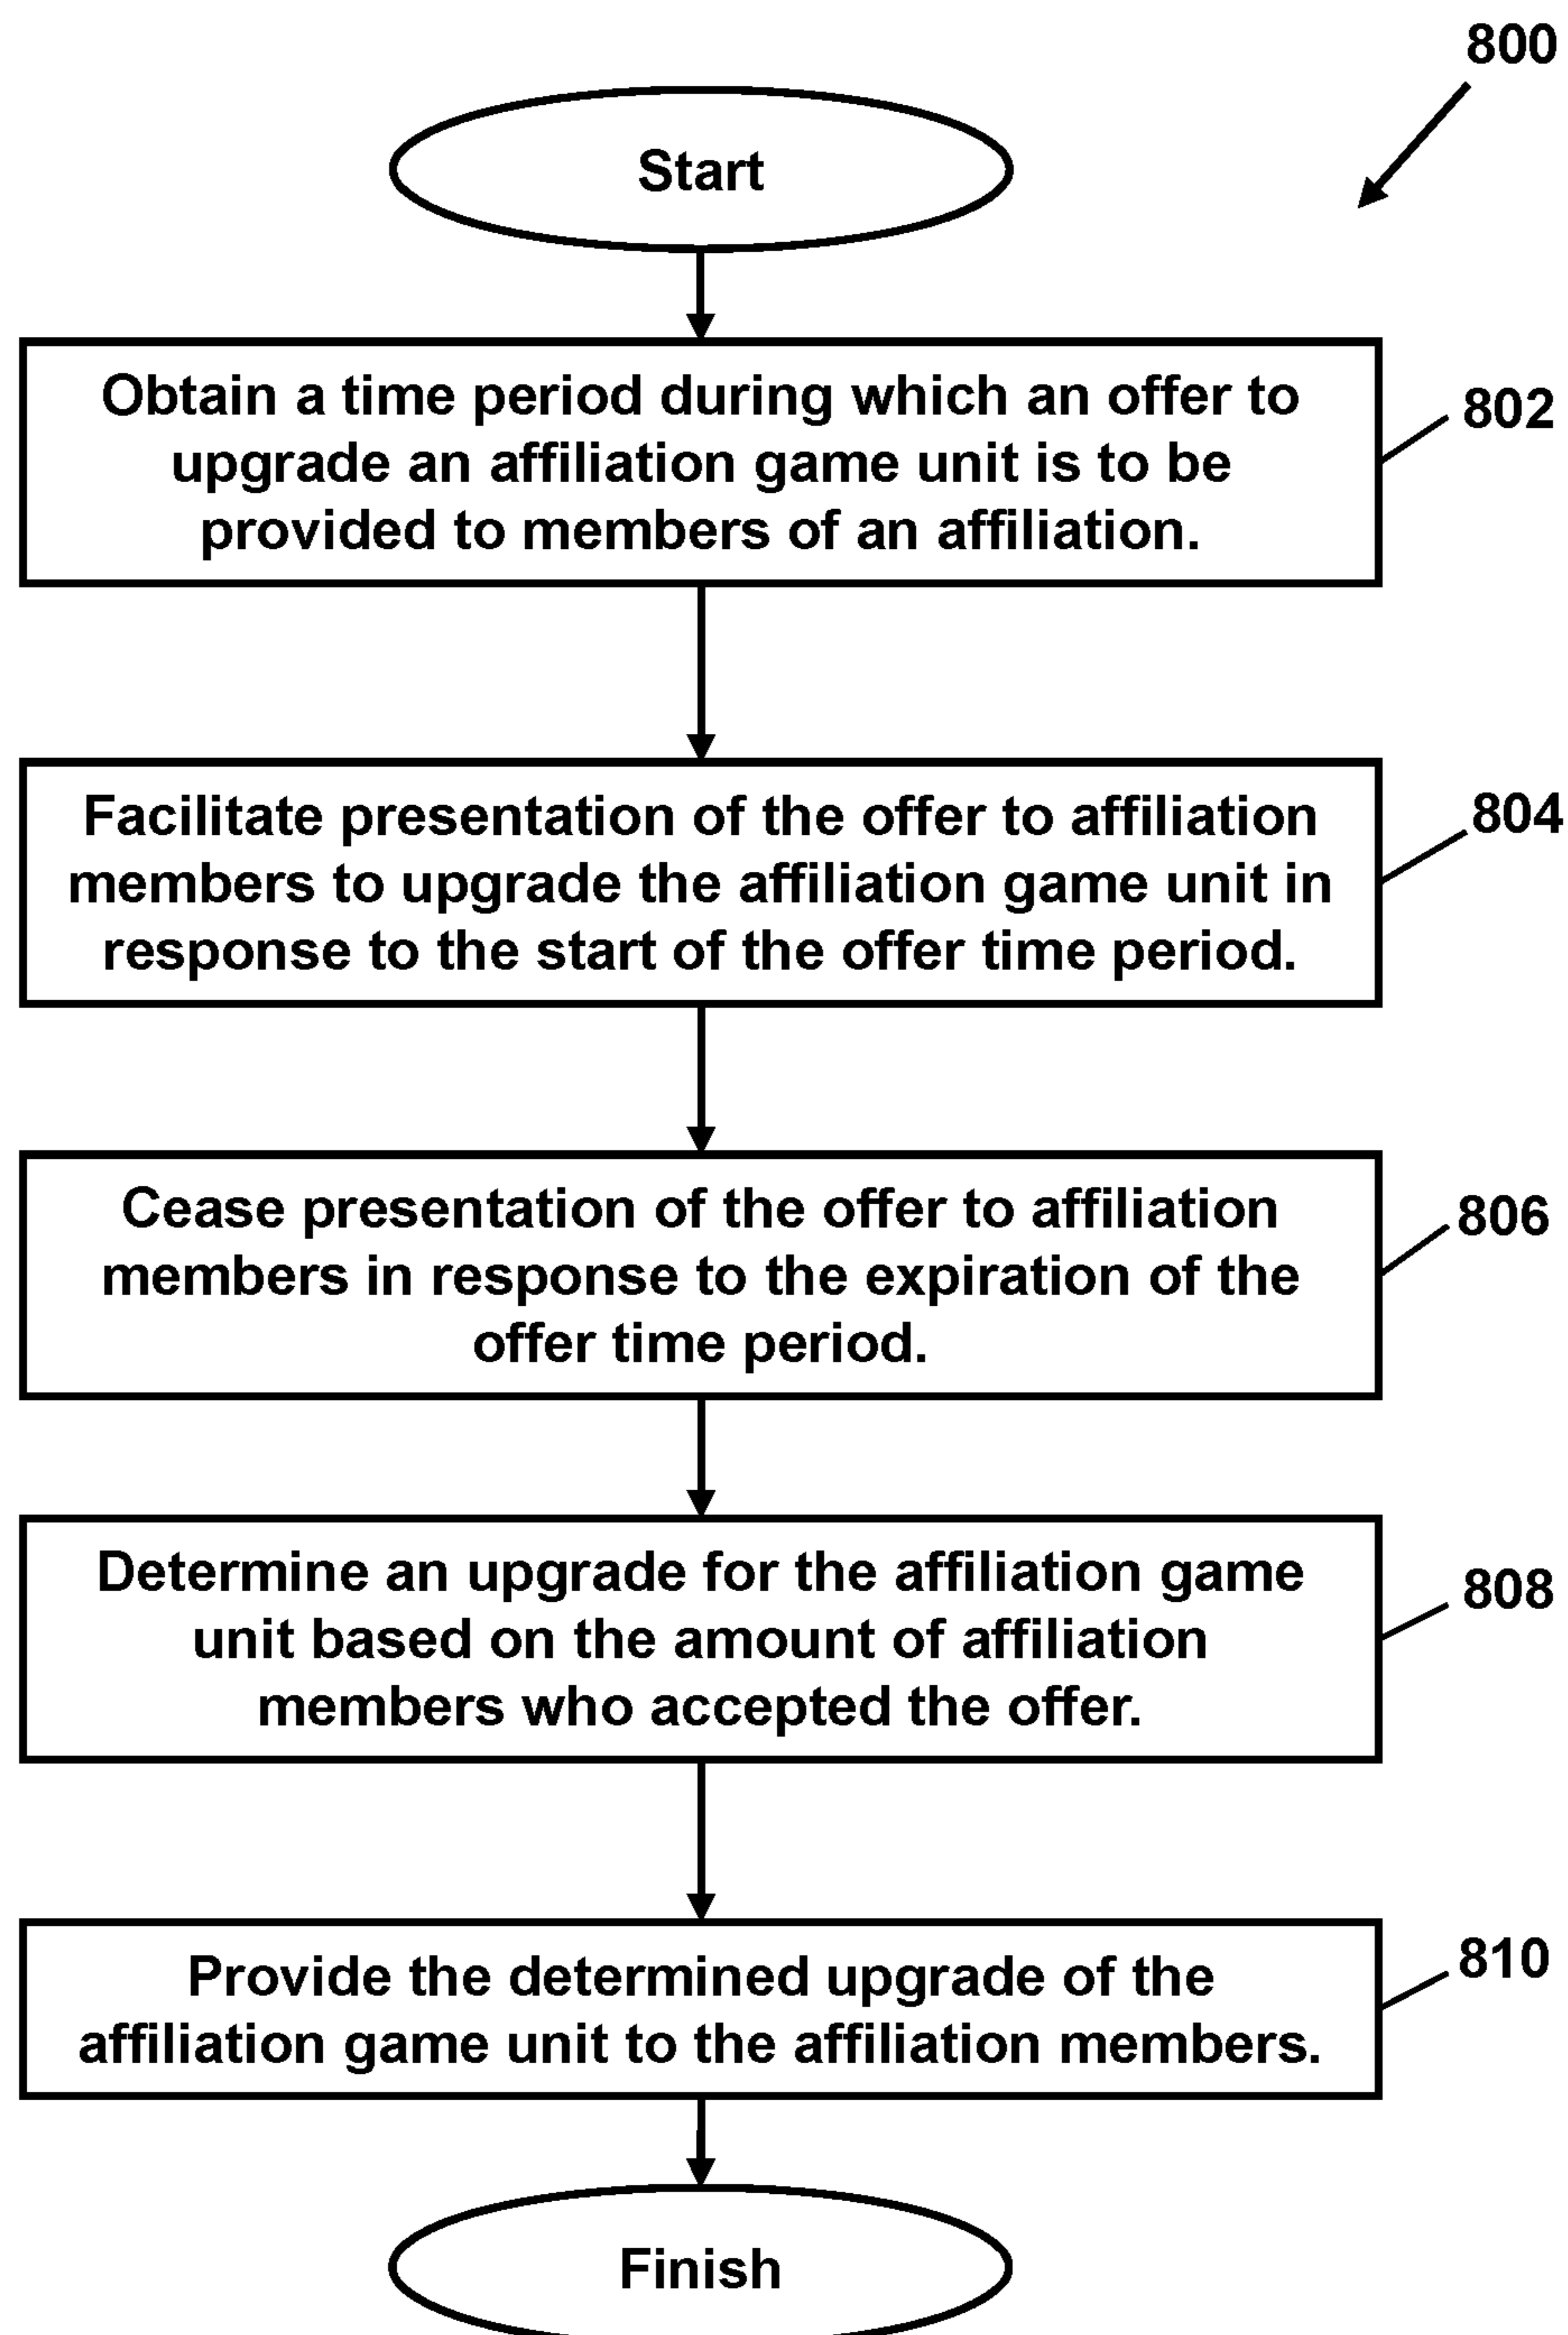 800
Start
Obtain a time period during which an offer to
upgrade an affiliation game unit is to be
provided to members of an affiliation.
802
Facilitate presentation of the offer to affiliation
members to upgrade the affiliation game unit in
response to the start of the offer time period.
804
Cease presentation of the offer to affiliation
members in response to the expiration of the
offer time period.
806
Determine an upgrade for the affiliation game
unit based on the amount of affiliation
members who accepted the offer.
808
Provide the determined upgrade of the
affiliation game unit to the affiliation members.
810
Finish